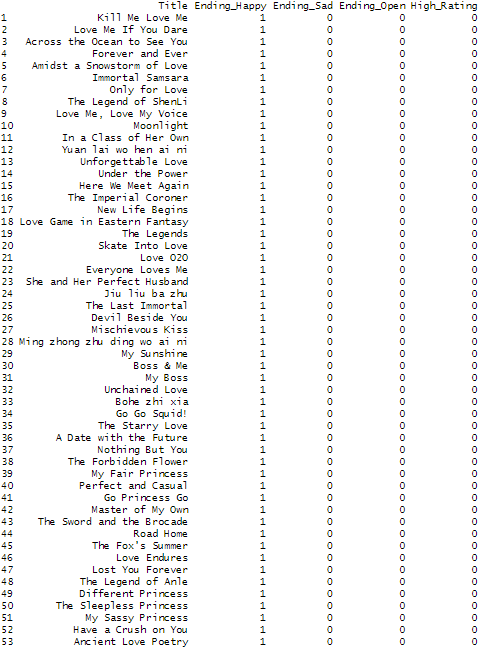 Title Ending_Happy Ending_Sad Ending_Open High_Rating
1 Kill Me Love Me 1 0 0 0
2 Love Me If You Dare 1 0 0 0
3 Across the Ocean to See You 1 0 0 0
4 Forever and Ever 1 0 0 0
5 Amidst a Snowstorm of Love 1 0 0 0
6 Immortal Samsara 1 0 0 0
7 Only for Love 1 0 0 0
8 The Legend of ShenLi 1 0 0 0
9 Love Me, Love My Voice 1 0 0 0
10 Moonlight 1 0 0 0
11 In a Class of Her Own 1 0 0 0
12 Yuan lai wo hen ai ni 1 0 0 0
13 Unforgettable Love 1 0 0 0
14 Under the Power 1 0 0 0
15 Here We Meet Again 1 0 0 0
16 The Imperial Coroner 1 0 0 0
17 New Life Begins 1 0 0 0
18 Love Game in Eastern Fantasy 1 0 0 0
19 The Legends 1 0 0 0
20 Skate Into Love 1 0 0 0
21 Love O2O 1 0 0 0
22 Everyone Loves Me 1 0 0 0
23 She and Her Perfect Husband 1 0 0 0
24 Jiu liu ba zhu 1 0 0 0
25 The Last Immortal 1 0 0 0
26 Devil Beside You 1 0 0 0
27 Mischievous Kiss 1 0 0 0
28 Ming zhong zhu ding wo ai ni 1 0 0 0
29 My Sunshine 1 0 0 0
30 Boss & Me 1 0 0 0
31 My Boss 1 0 0 0
32 Unchained Love 1 0 0 0
33 Bohe zhi xia 1 0 0 0
34 Go Go Squid! 1 0 0 0
35 The Starry Love 1 0 0 0
36 A Date with the Future 1 0 0 0
37 Nothing But You 1 0 0 0
38 The Forbidden Flower 1 0 0 0
39 My Fair Princess 1 0 0 0
40 Perfect and Casual 1 0 0 0
41 Go Princess Go 1 0 0 0
42 Master of My Own 1 0 0 0
43 The Sword and the Brocade 1 0 0 0
44 Road Home 1 0 0 0
45 The Fox's Summer 1 0 0 0
46 Love Endures 1 0 0 0
47 Lost You Forever 1 0 0 0
48 The Legend of Anle 1 0 0 0
49 Different Princess 1 0 0 0
50 The Sleepless Princess 1 0 0 0
51 My Sassy Princess 1 0 0 0
52 Have a Crush on You 1 0 0 0
53 Ancient Love Poetry 1 0 0 0